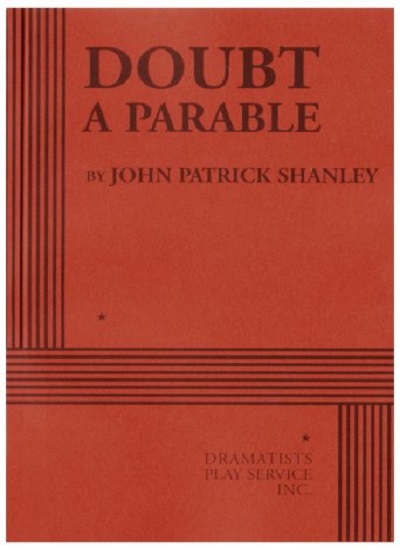 DOUBT
A PARABLE
BY JOHN PATRICK SHANLEY
DRAMATISTS
PLAY SERVICE
INC.